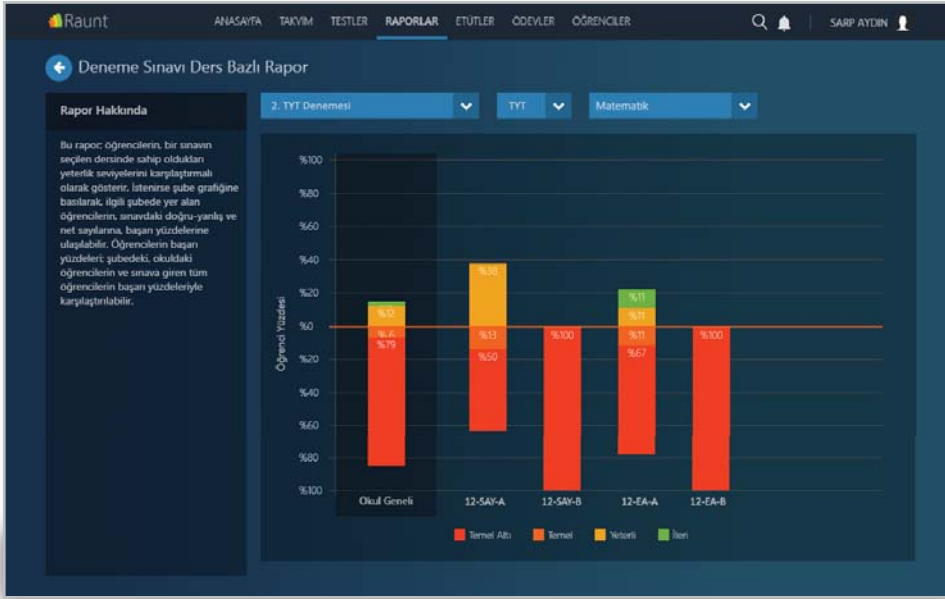 Raunt
ANASAYFA TAKVİM TESTLER RAPORLAR ETÜTLER ÖDEVLER ÖĞRENCİLER
SARP AYDIN
Deneme Sınavı Ders Bazlı Rapor
Rapor Hakkında
Bu rapor; öğrencilerin, bir sınavın
seçilen dersinde sahip oldukları
yeterlik seviyelerini karşılaştırmalı
olarak gösterir. İstenirse şube grafiğine
basılarak, ilgili şubede yer alan
öğrencilerin, sınavdaki doğru-yanlış ve
net sayılarına, başarı yüzdelerine
ulaşılabilir. Öğrencilerin başarı
yüzdeleri; şubedeki, okuldaki
öğrencilerin ve sınava giren tüm
öğrencilerin başarı yüzdeleriyle
karşılaştırılabilir.
2. TYT Denemesi
TYT
Matematik
Öğrenci Yüzdesi
%100
%80
%60
%40
%20
%0
%20
%40
%60
%80
%100
%12
%6
%79
%38
%13
%50
%100
%11
%11
%11
%67
%100
Okul Geneli
12-SAY-A
12-SAY-B
12-EA-A
12-EA-B
Temel Altı
Temel
Yeterli
İleri